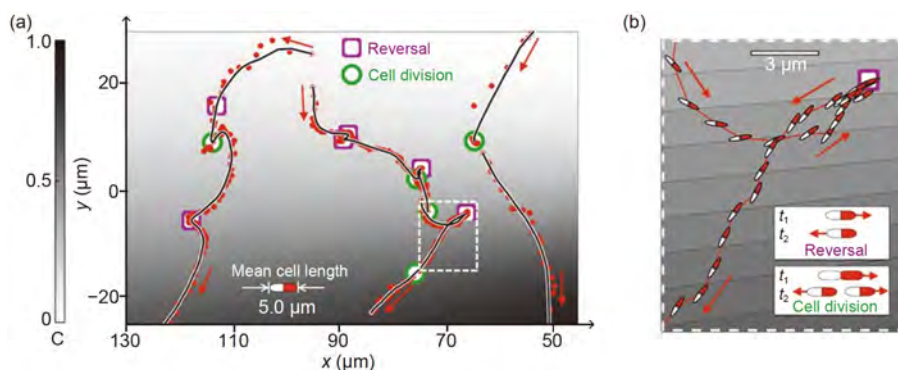 (a)
1.0
0.5
0
C
y (μm)
20
0
−20
Reversal
Cell division
Mean cell length
5.0 μm
130
110
90
70
50
x (μm)
(b)
3 μm
t₁
t₂
Reversal
t₁
t₂
Cell division